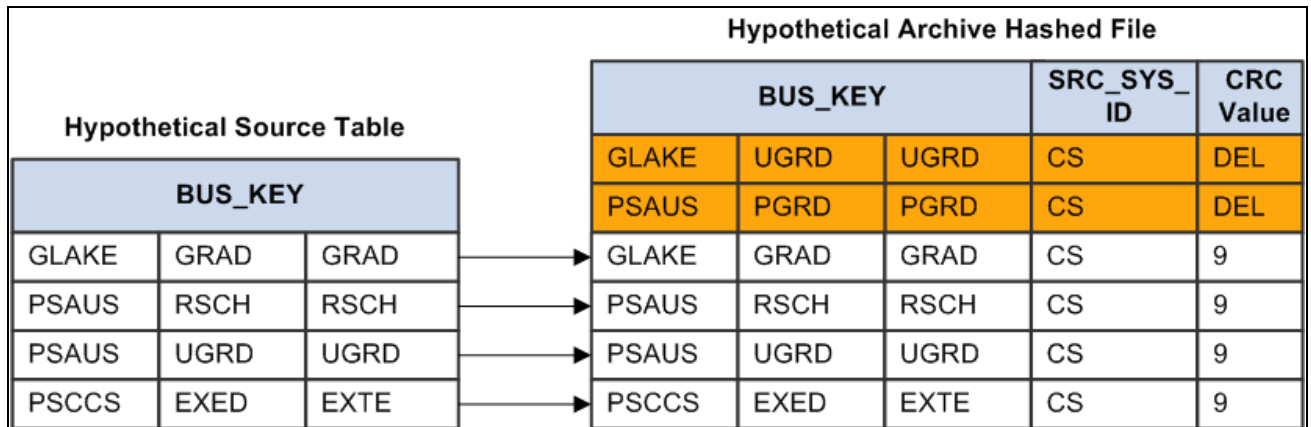 Hypothetical Archive Hashed File
BUS_KEY SRC_SYS_ CRC
ID Value
Hypothetical Source Table
GLAKE UGRD UGRD CS DEL
BUS_KEY
PSAUS PGRD PGRD CS DEL
GLAKE GRAD GRAD GLAKE GRAD GRAD CS 9
PSAUS RSCH RSCH PSAUS RSCH RSCH CS 9
PSAUS UGRD UGRD PSAUS UGRD UGRD CS 9
PSCCS EXED EXTE PSCCS EXED EXTE CS 9